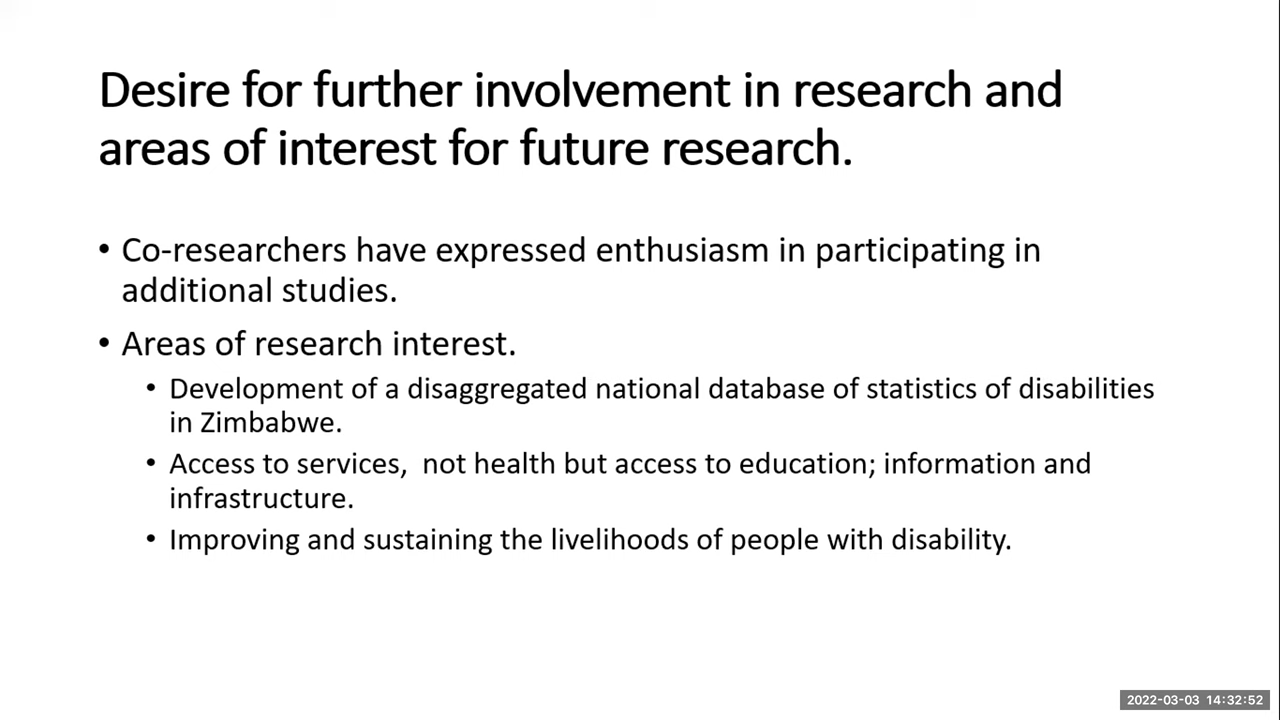 Desire for further involvement in research and
areas of interest for future research.
• Co-researchers have expressed enthusiasm in participating in
additional studies.
• Areas of research interest.
• Development of a disaggregated national database of statistics of disabilities
in Zimbabwe.
• Access to services,  not health but access to education; information and
infrastructure.
• Improving and sustaining the livelihoods of people with disability.
2022-03-03 14:32:52